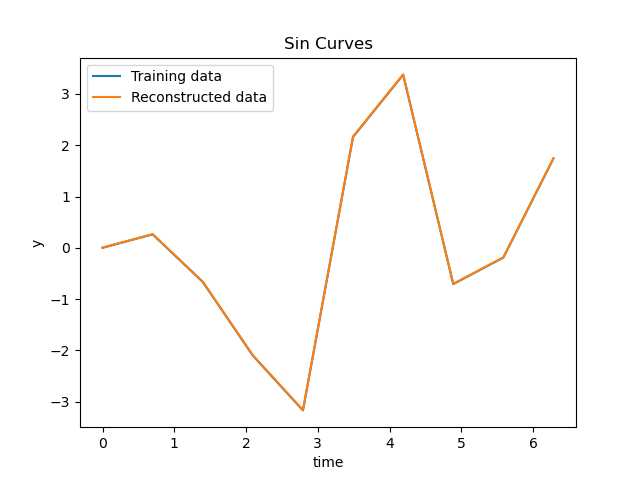 Sin Curves
Training data
Reconstructed data
3
2
1
0
−1
−2
−3
y
0 1 2 3 4 5 6
time